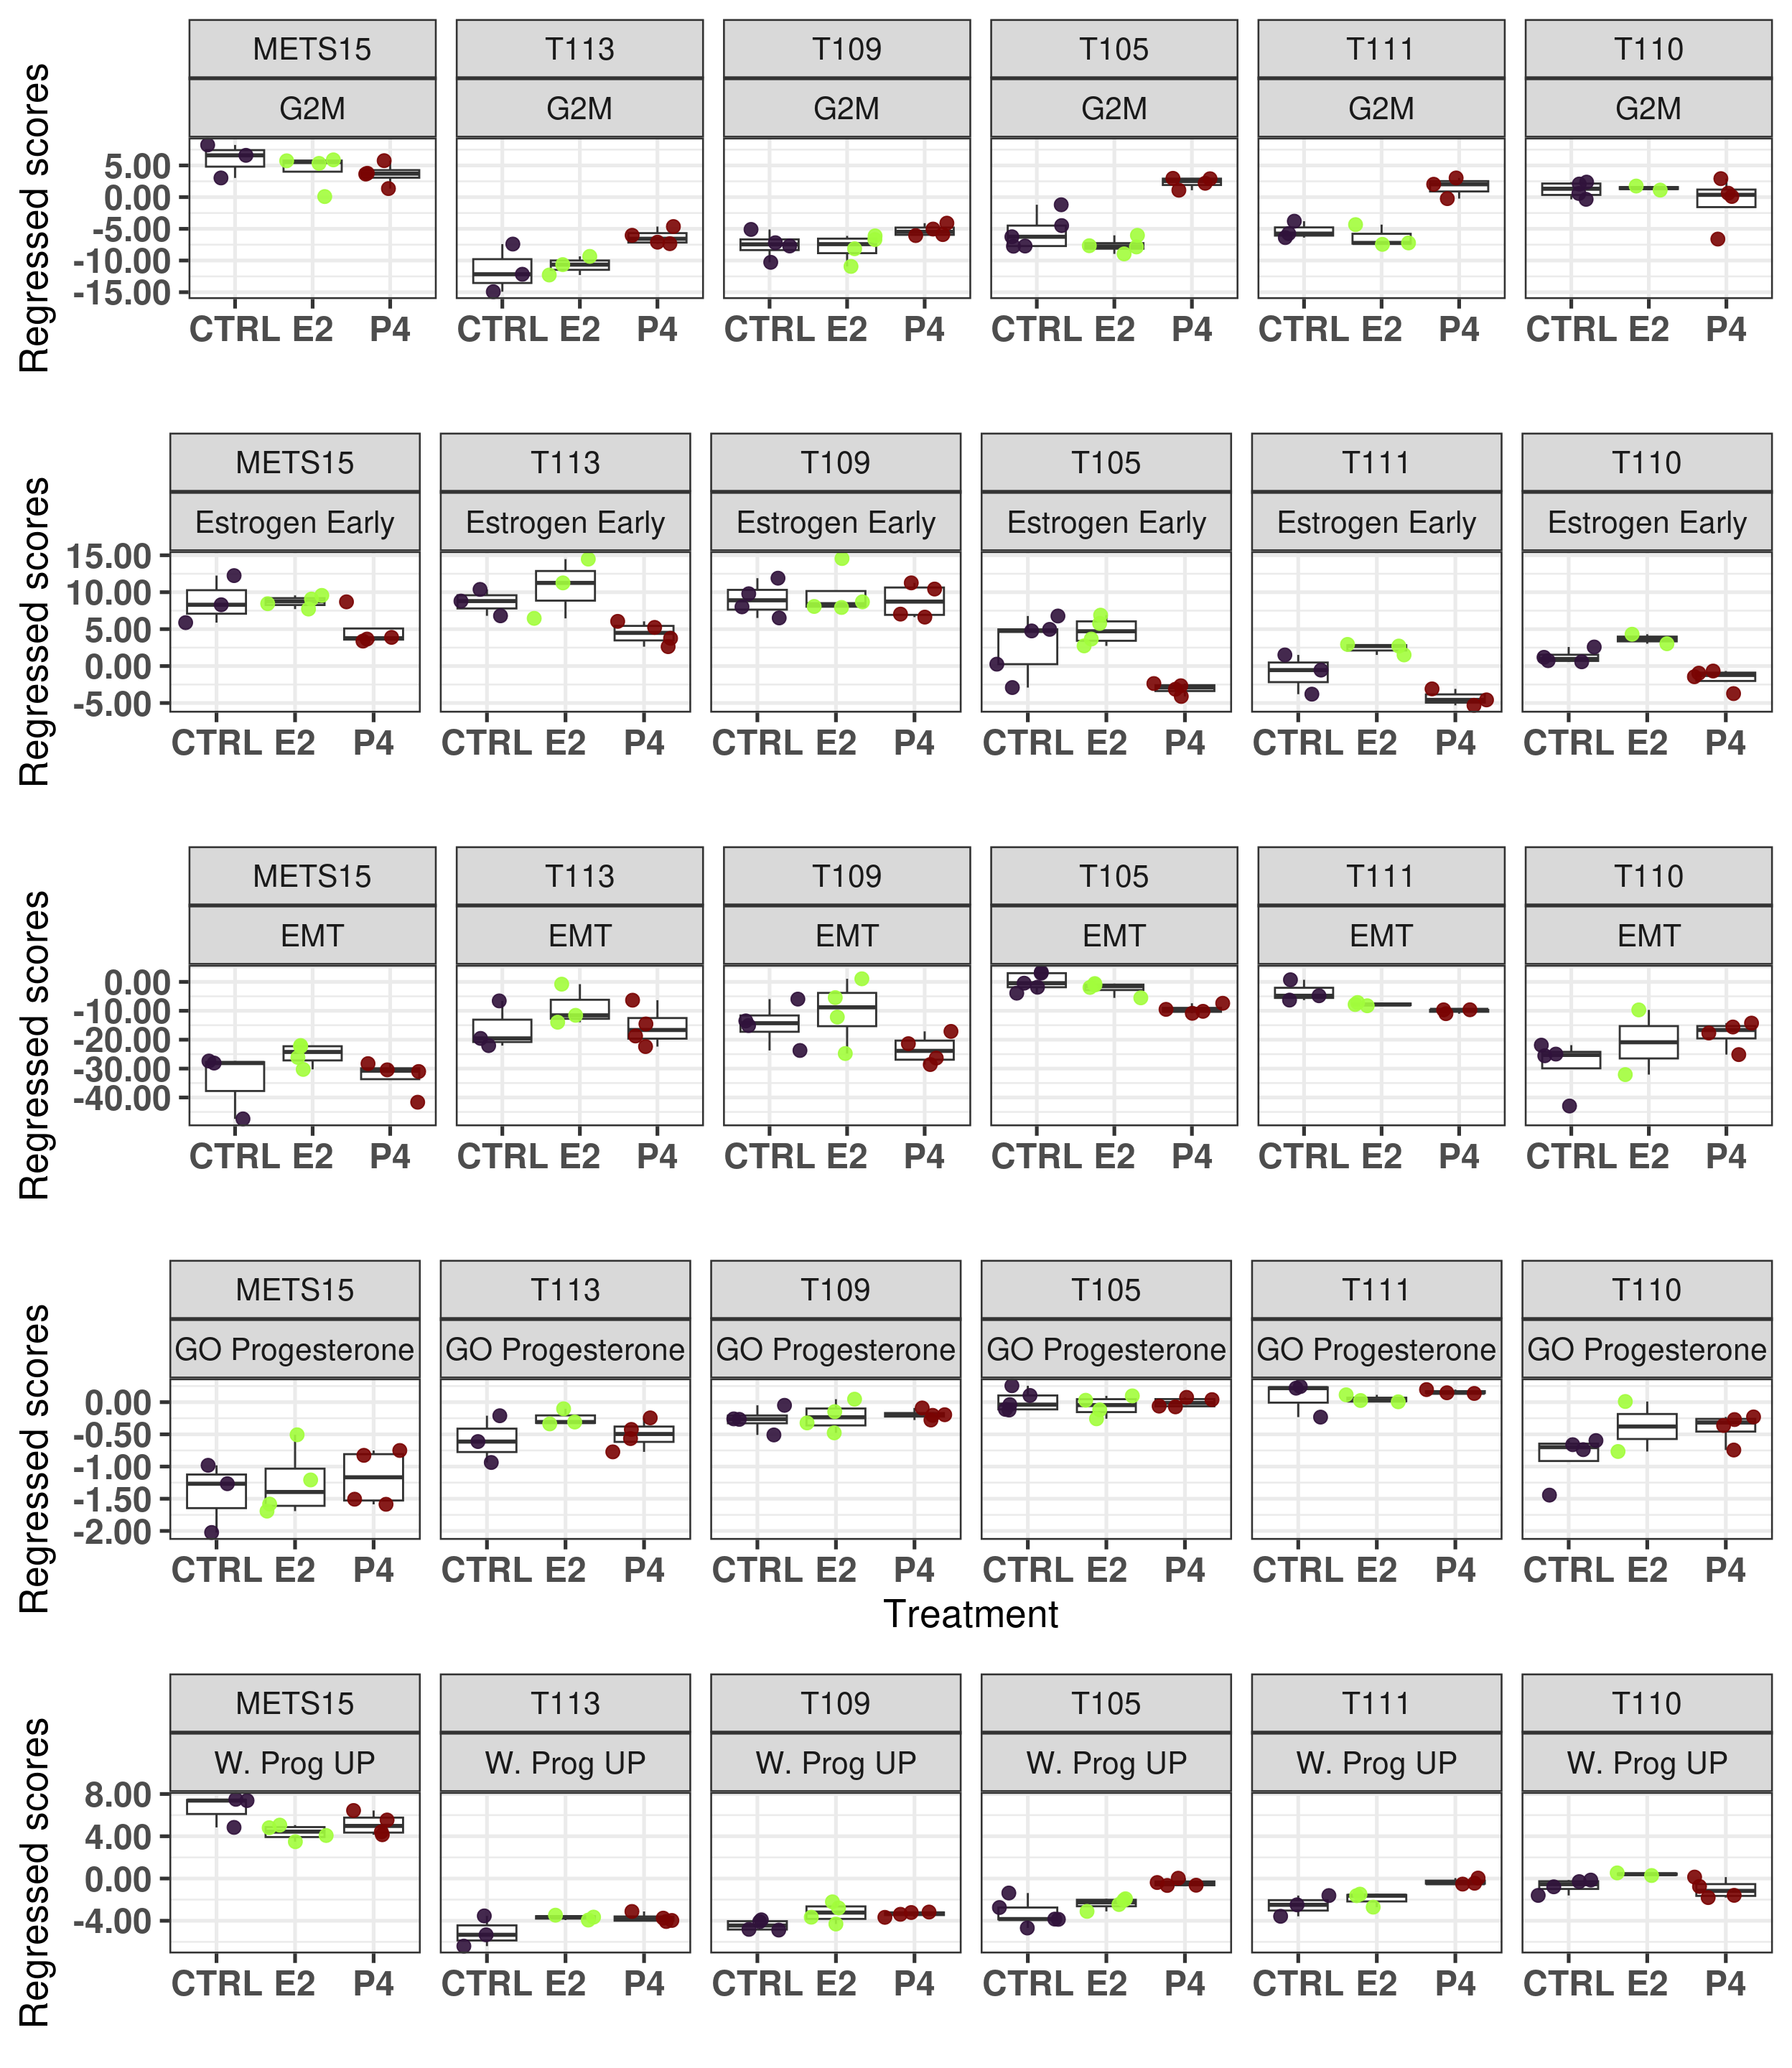 METS15 T113 T109 T105 T111 T110
G2M G2M G2M G2M G2M G2M
Regressed scores
5.00
0.00
-5.00
-10.00
-15.00
CTRL E2 P4 CTRL E2 P4 CTRL E2 P4 CTRL E2 P4 CTRL E2 P4 CTRL E2 P4
METS15 T113 T109 T105 T111 T110
Estrogen Early Estrogen Early Estrogen Early Estrogen Early Estrogen Early Estrogen Early
Regressed scores
15.00
10.00
5.00
0.00
-5.00
CTRL E2 P4 CTRL E2 P4 CTRL E2 P4 CTRL E2 P4 CTRL E2 P4 CTRL E2 P4
METS15 T113 T109 T105 T111 T110
EMT EMT EMT EMT EMT EMT
Regressed scores
0.00
-10.00
-20.00
-30.00
-40.00
CTRL E2 P4 CTRL E2 P4 CTRL E2 P4 CTRL E2 P4 CTRL E2 P4 CTRL E2 P4
METS15 T113 T109 T105 T111 T110
GO Progesterone GO Progesterone GO Progesterone GO Progesterone GO Progesterone GO Progesterone
Regressed scores
0.00
-0.50
-1.00
-1.50
-2.00
CTRL E2 P4 CTRL E2 P4 CTRL E2 P4 CTRL E2 P4 CTRL E2 P4 CTRL E2 P4
Treatment
METS15 T113 T109 T105 T111 T110
W. Prog UP W. Prog UP W. Prog UP W. Prog UP W. Prog UP W. Prog UP
Regressed scores
8.00
4.00
0.00
-4.00
CTRL E2 P4 CTRL E2 P4 CTRL E2 P4 CTRL E2 P4 CTRL E2 P4 CTRL E2 P4